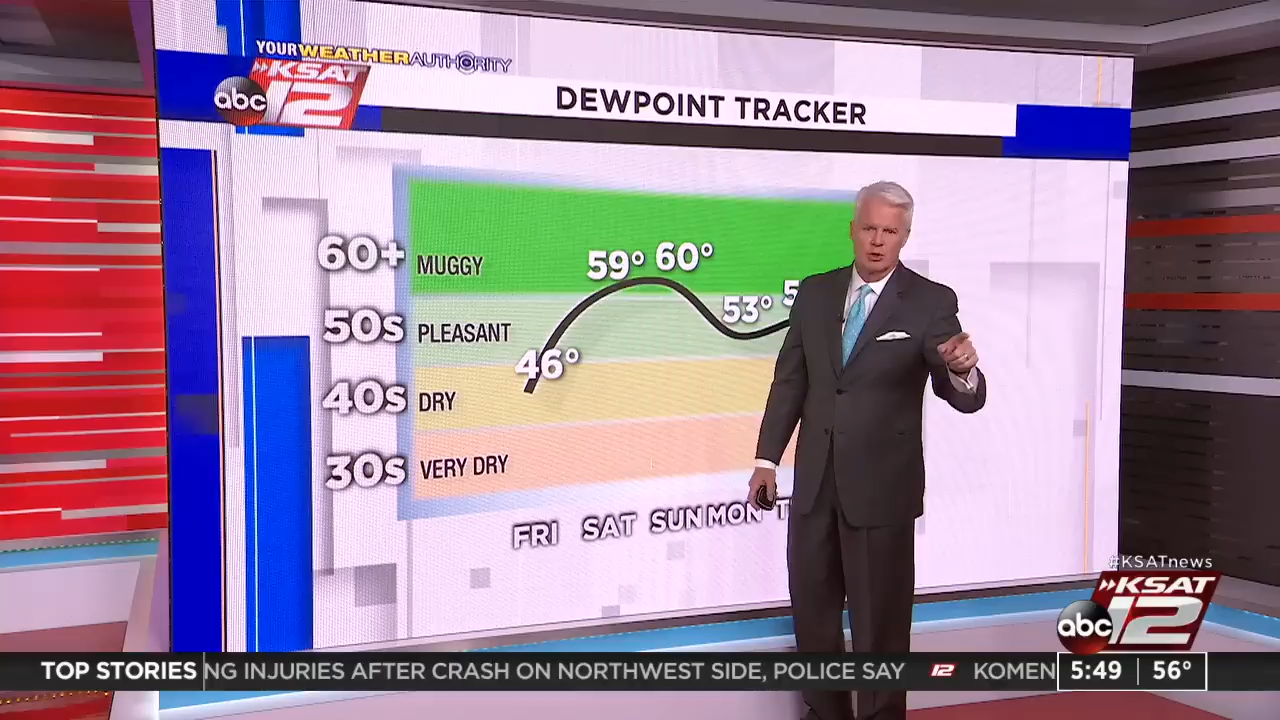 YOUR WEATHER AUTHORITY
KSAT
abc 12
DEWPOINT TRACKER
60+ MUGGY
50s PLEASANT
40s DRY
30s VERY DRY
46° 59° 60° 53°
FRI SAT SUN MON
#KSATnews
KSAT
abc 12
TOP STORIES NG INJURIES AFTER CRASH ON NORTHWEST SIDE, POLICE SAY 12 KOMEN 5:49 56°